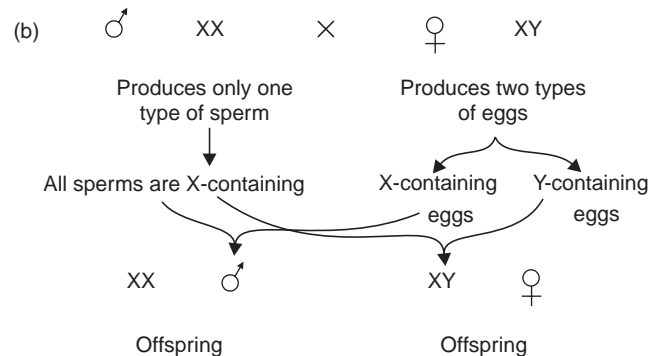 (b) ♂ XX × ♀ XY
Produces only one
type of sperm
Produces two types
of eggs
All sperms are X-containing
X-containing
eggs
Y-containing
eggs
XX ♂
XY ♀
Offspring
Offspring